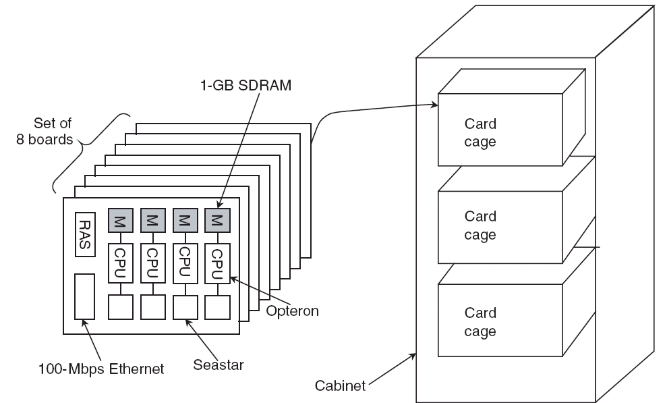 1-GB SDRAM
Set of
8 boards
Card
cage
RAS
M
M
M
M
CPU
CPU
CPU
CPU
Card
cage
Opteron
Card
cage
100-Mbps Ethernet
Seastar
Cabinet